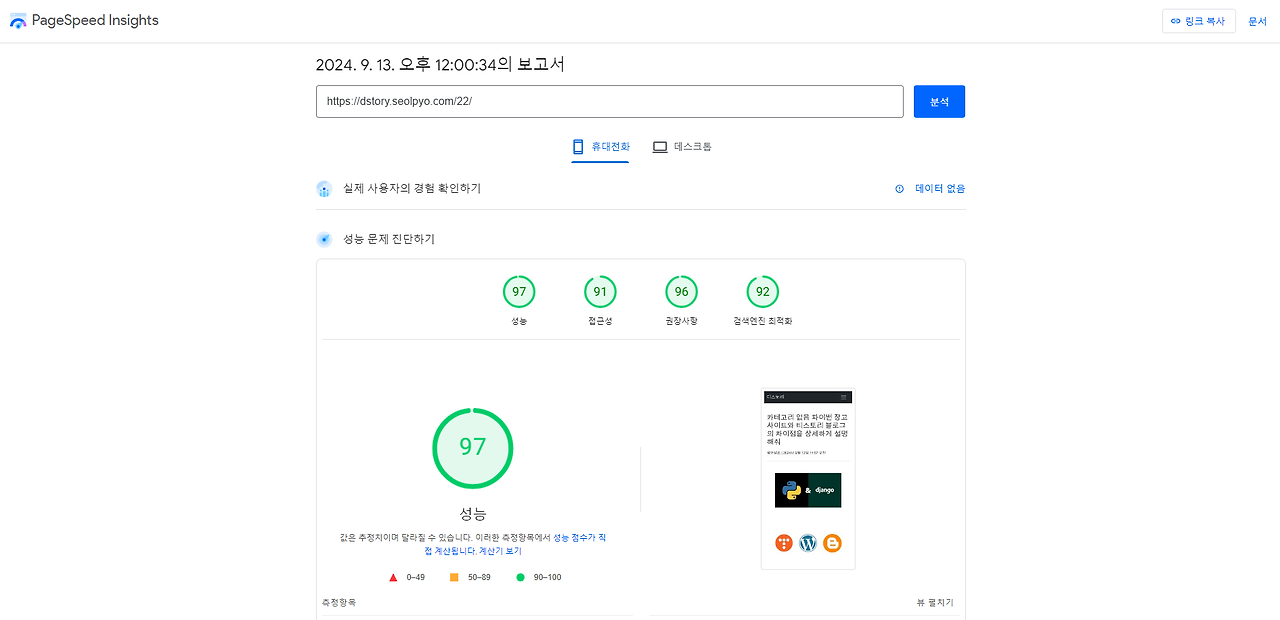 PageSpeed Insights
링크 복사
문서
2024. 9. 13. 오후 12:00:34의 보고서
https://dstory.seolpyo.com/22/
분석
휴대전화
데스크톱
실제 사용자의 경험 확인하기
데이터 없음
성능 문제 진단하기
97
91
96
92
성능
접근성
권장사항
검색엔진 최적화
97
성능
값은 추정치이며 달라질 수 있습니다. 이러한 측정항목에서 성능 점수가 직
접 계산됩니다. 계산기 보기
0–49
50–89
90–100
티스토리
카테고리 없음 파이썬 장고
사이트와 티스토리 블로그
의 차이점을 상세하게 설명
해줘
& django
측정항목
뷰 펼치기